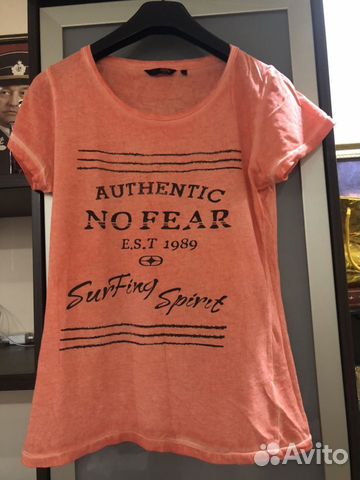 AUTHENTIC
NO FEAR
E.S.T 1989
Surfing
Spirit
Avito